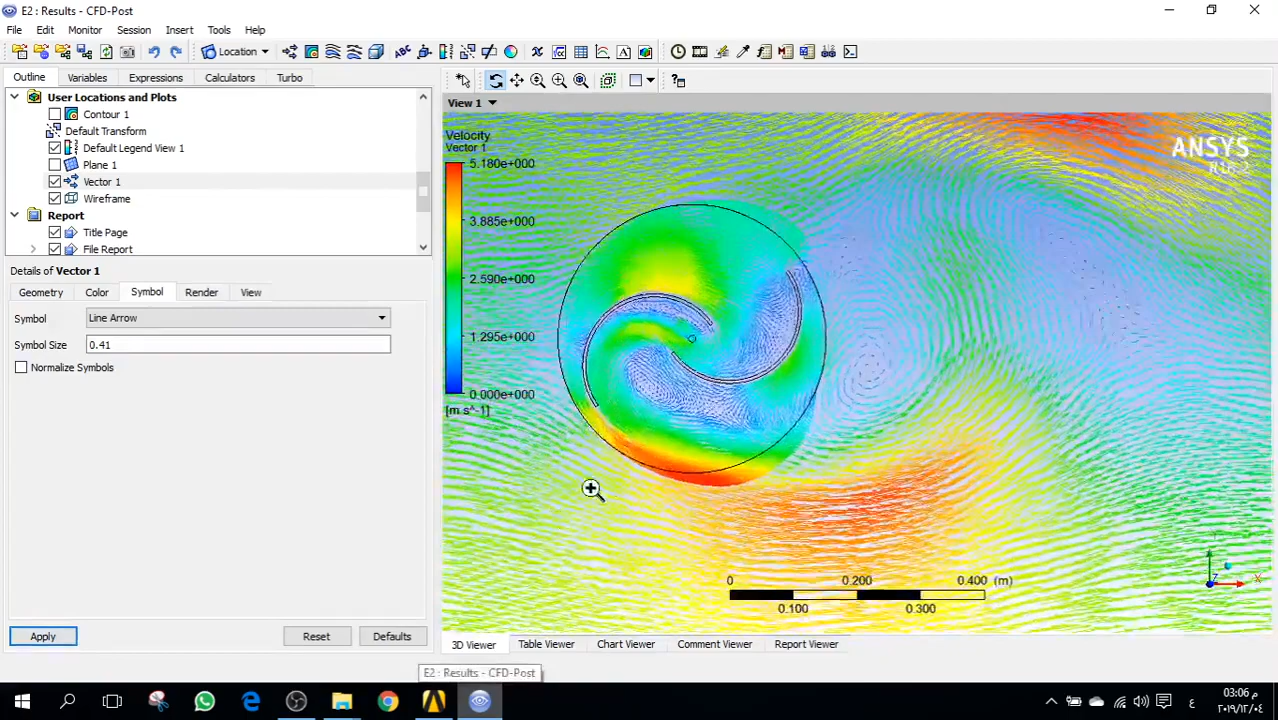 E2 : Results - CFD-Post
File Edit Monitor Session Insert Tools Help
Location
Outline Variables Expressions Calculators Turbo
User Locations and Plots
Contour 1
Default Transform
Default Legend View 1
Plane 1
Vector 1
Wireframe
Report
Title Page
File Report
Details of Vector 1
Geometry Color Symbol Render View
Symbol Line Arrow
Symbol Size 0.41
Normalize Symbols
Apply Reset Defaults
View 1
Velocity
Vector 1
5.180e+000
3.885e+000
2.590e+000
1.295e+000
0.000e+000
[m s^-1]
ANSYS
0 0.200 0.400 (m)
0.100 0.300
Z X
3D Viewer Table Viewer Chart Viewer Comment Viewer Report Viewer
E2 : Results - CFD-Post
ع
03:06 م
٢٠١٩/١٢/٠٤